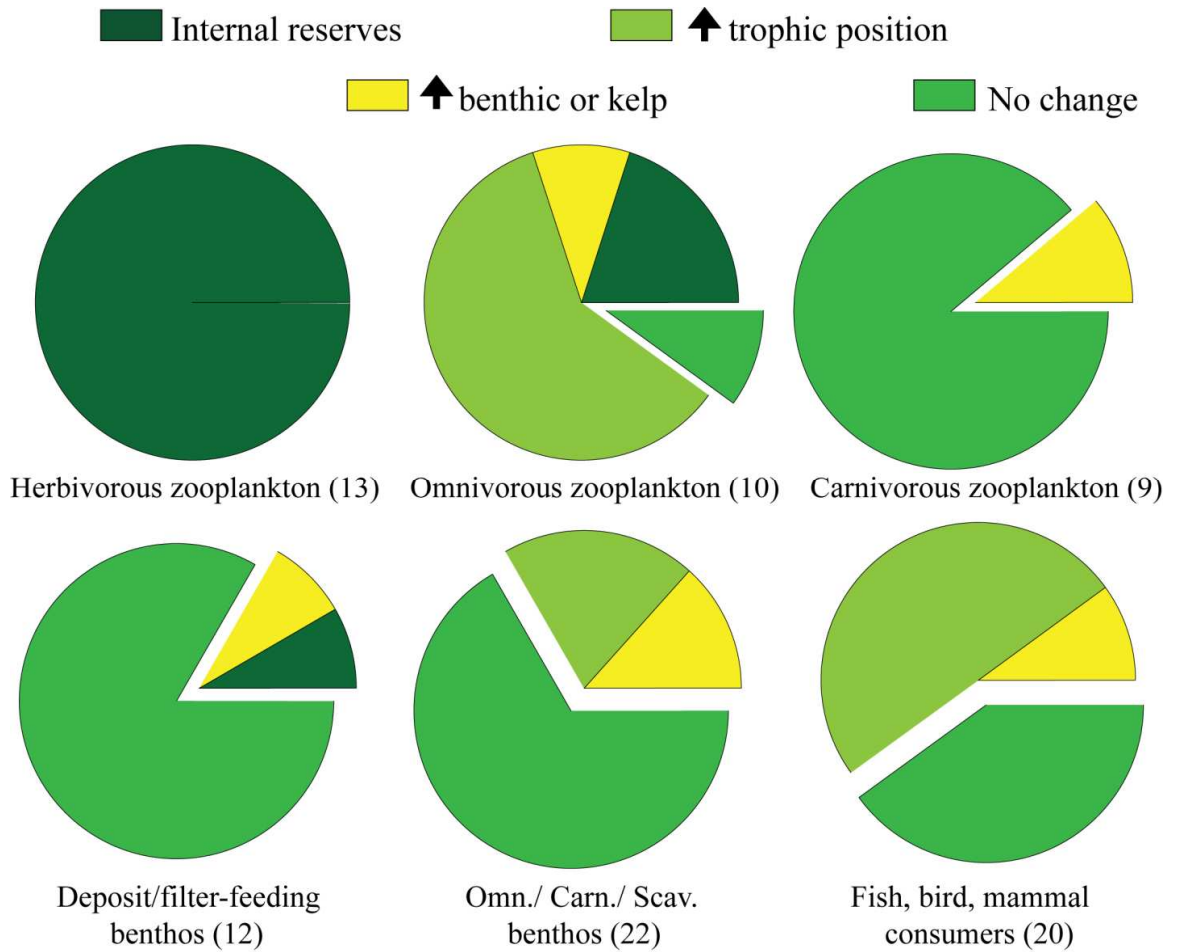 Internal reserves
↑ trophic position
↑ benthic or kelp
No change
Herbivorous zooplankton (13)
Omnivorous zooplankton (10)
Carnivorous zooplankton (9)
Deposit/filter-feeding
benthos (12)
Omn./ Carn./ Scav.
benthos (22)
Fish, bird, mammal
consumers (20)